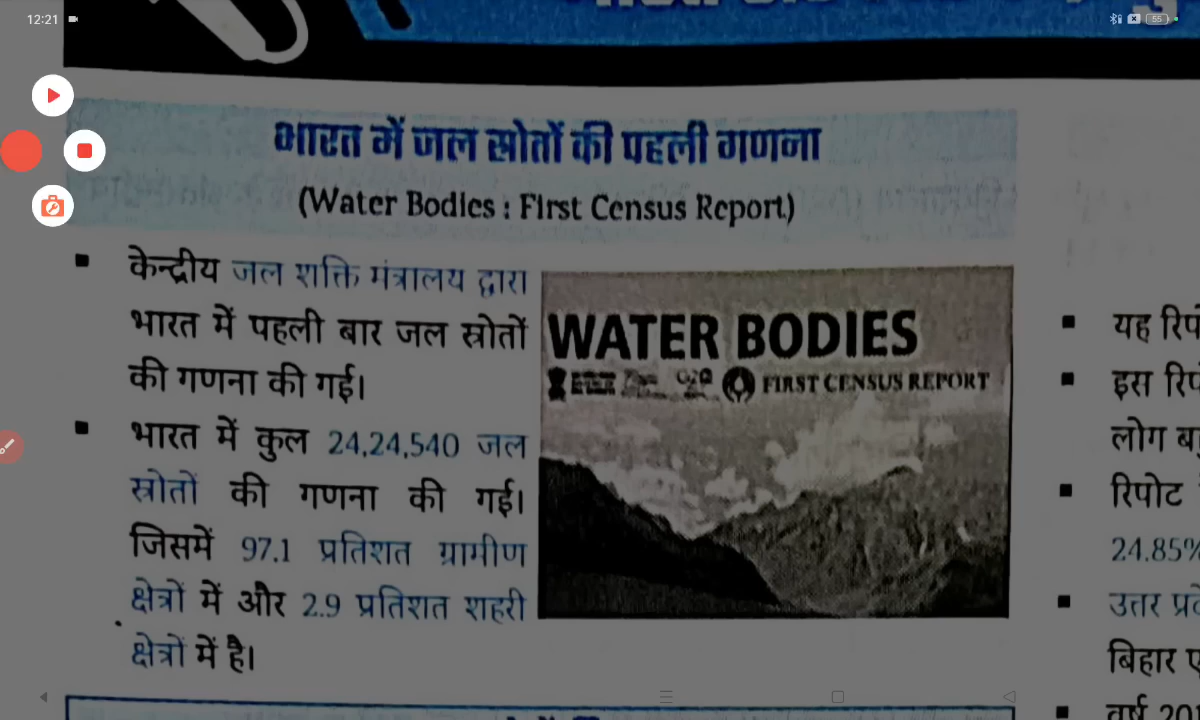 12:21
55
भारत में जल स्रोतों की पहली गणना
(Water Bodies : First Census Report)
केन्द्रीय जल शक्ति मंत्रालय द्वारा
भारत में पहली बार जल स्रोतों
की गणना की गई।
भारत में कुल 24,24,540 जल
स्रोतों की गणना की गई।
जिसमें 97.1 प्रतिशत ग्रामीण
क्षेत्रों में और 2.9 प्रतिशत शहरी
क्षेत्रों में है।
WATER BODIES
FIRST CENSUS REPORT
यह
इस
लोग
24.85%
उत्तर
बिहार
वर्ष